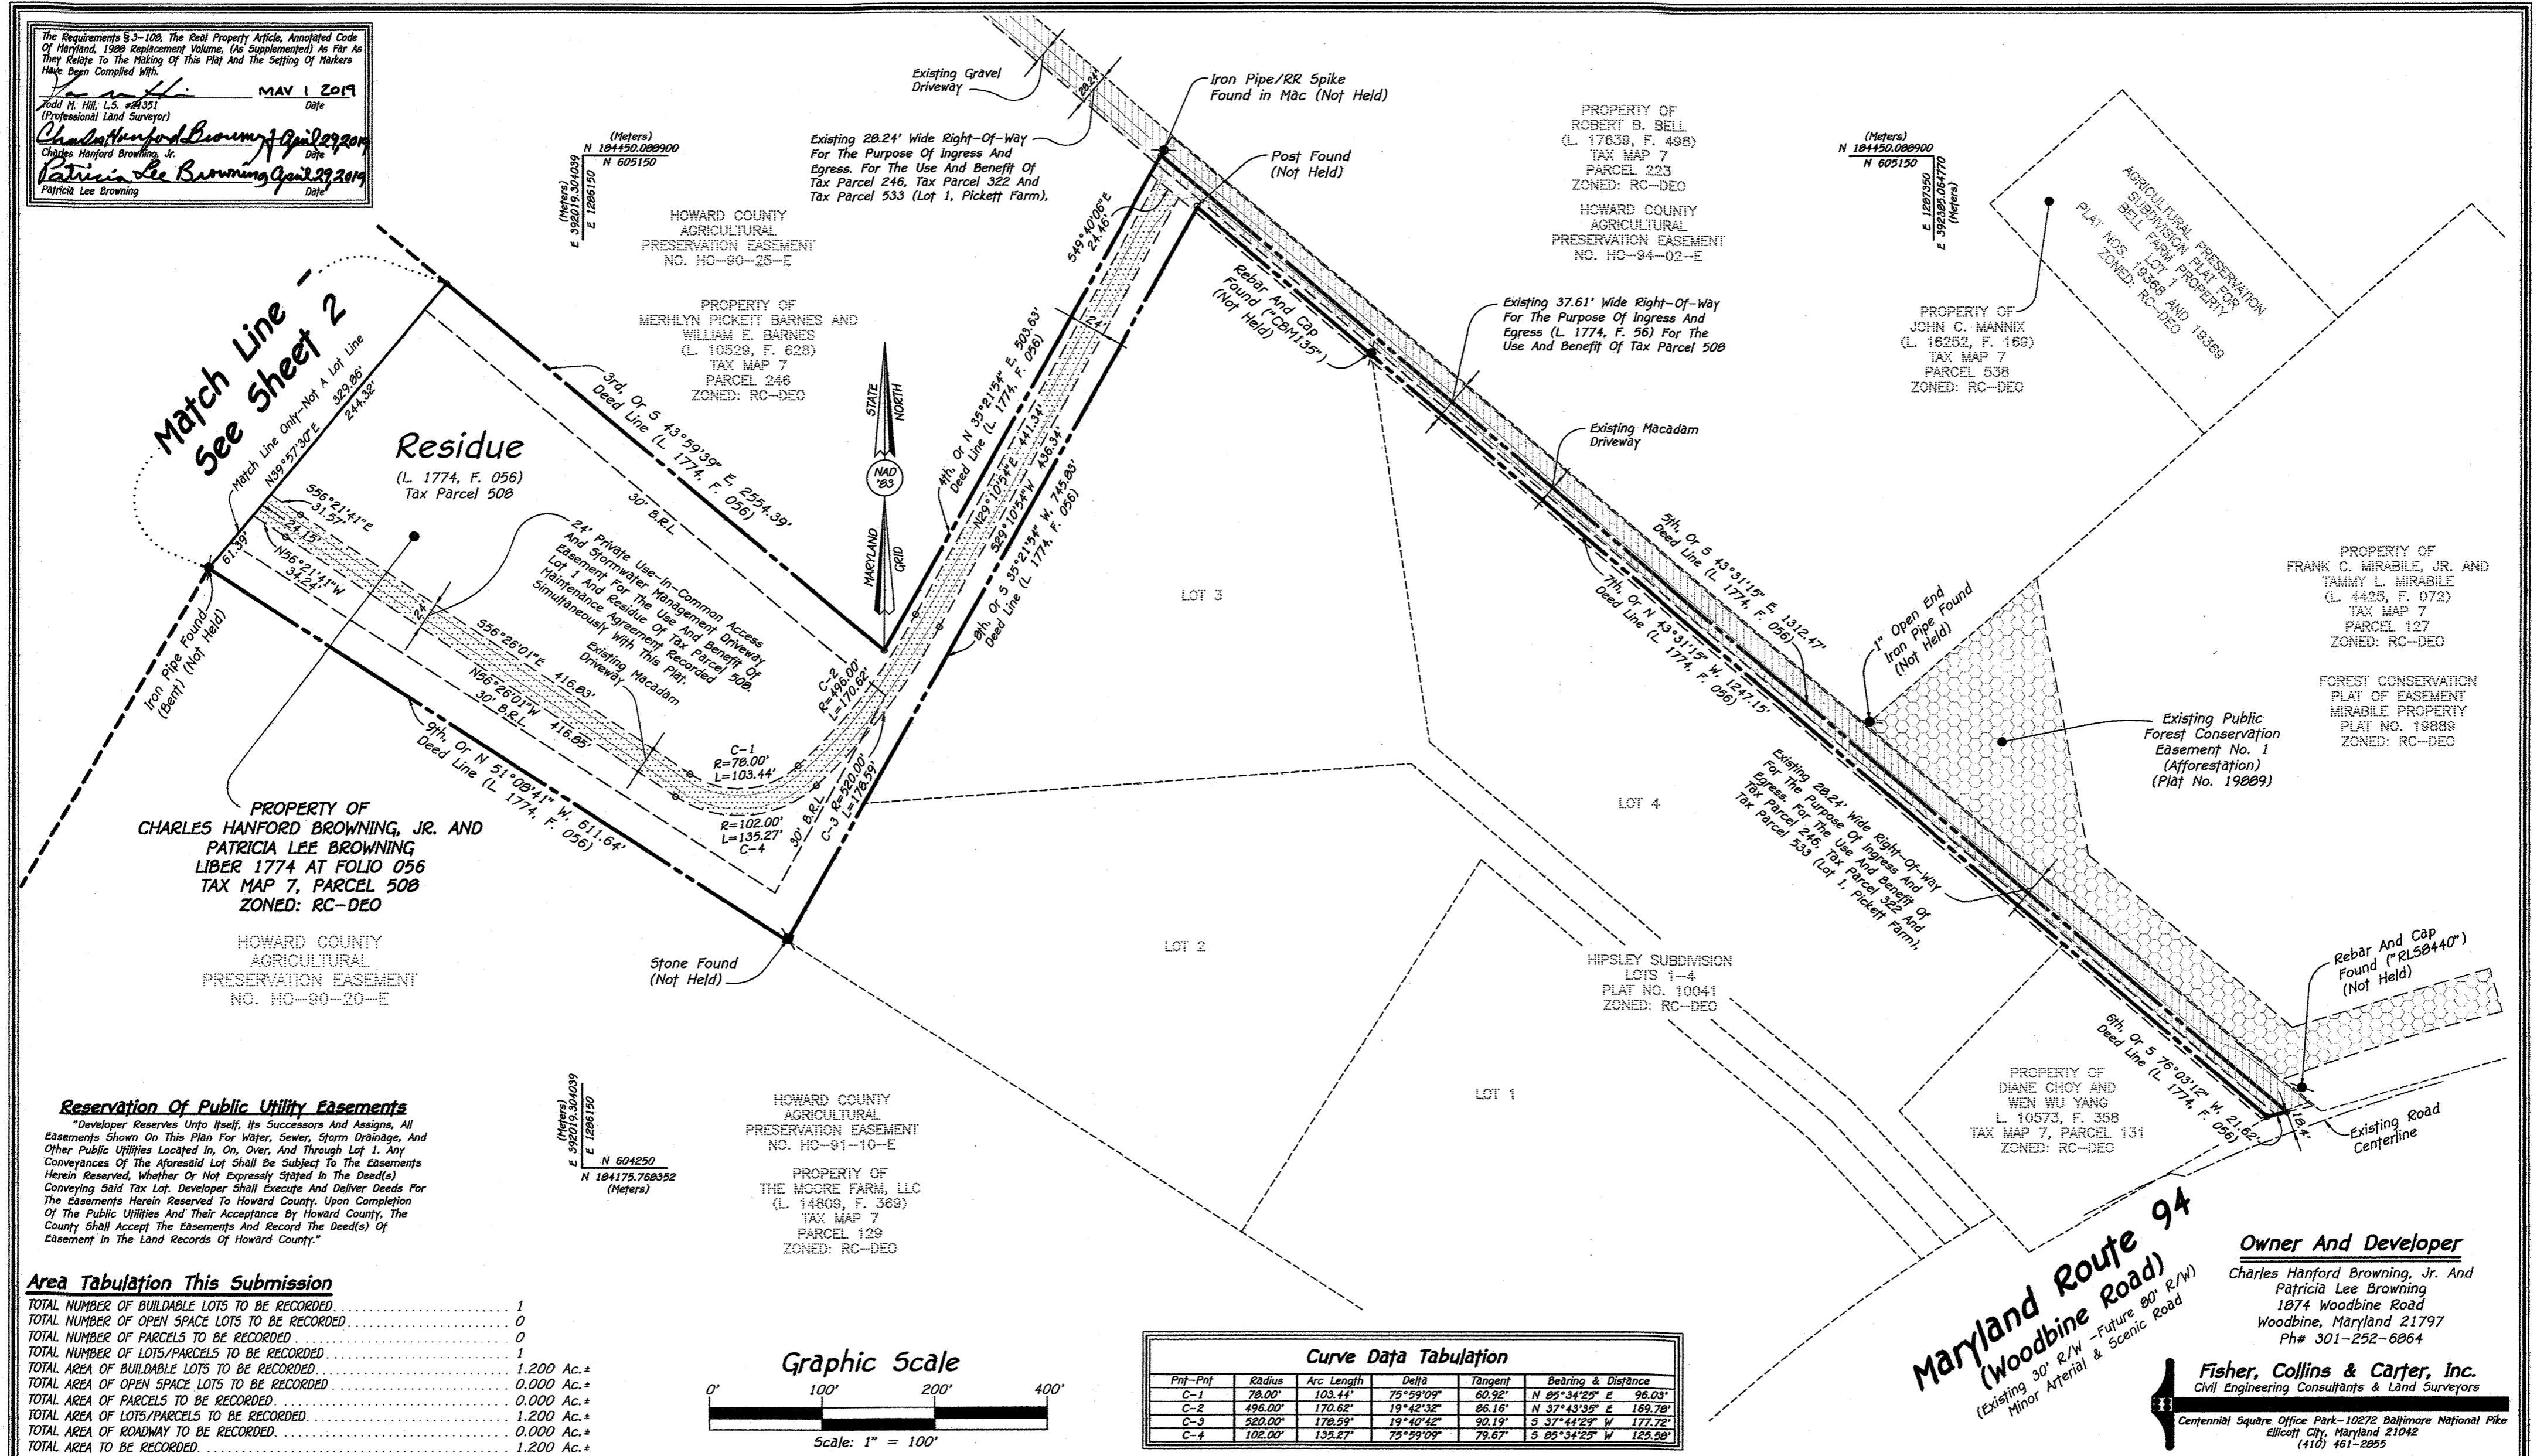 The Requirements §3-108, The Real Property Article, Annotated Code
Of Maryland, 1988 Replacement Volume, (As Supplemented) As Far As
They Relate To The Making Of This Plat And The Setting Of Markers
Have Been Complied With.
MAY 1 2019
Todd M. Hill, L.S. #21351
Date
(Professional Land Surveyor)
Charles Hanford Browning Jr April 29, 2019
Charles Hanford Browning, Jr.
Date
Patricia Lee Browning April 29, 2019
Patricia Lee Browning
Date
(Meters)
N 184450.088900
N 605150
E 392019.304039
E 1286150
(Meters)
Existing Gravel
Driveway
28.24'
Iron Pipe/RR Spike
Found in Mac (Not Held)
Existing 28.24' Wide Right-Of-Way
For The Purpose Of Ingress And
Egress. For The Use And Benefit Of
Tax Parcel 246, Tax Parcel 322 And
Tax Parcel 533 (Lot 1, Pickett Farm).
Post Found
(Not Held)
PROPERTY OF
ROBERT B. BELL
(L. 17639, F. 498)
TAX MAP 7
PARCEL 223
ZONED: RC-DEO
HOWARD COUNTY
AGRICULTURAL
PRESERVATION EASEMENT
NO. HO-94-02-E
(Meters)
N 184450.088900
N 605150
E 1287350
E 392385.064770
(Meters)
AGRICULTURAL PRESERVATION
SUBDIVISION PLAT FOR
BELL FARM PROPERTY
LOT 1
PLAT NOS. 19368 AND 19369
ZONED: RC-DEO
PROPERTY OF
JOHN C. MANNIX
(L. 16252, F. 169)
TAX MAP 7
PARCEL 538
ZONED: RC-DEO
HOWARD COUNTY
AGRICULTURAL
PRESERVATION EASEMENT
NO. HO-90-25-E
PROPERTY OF
MERHLYN PICKETT BARNES AND
WILLIAM E. BARNES
(L. 10529, F. 628)
TAX MAP 7
PARCEL 246
ZONED: RC-DEO
S49°40'06"E
24.46'
Rebar And Cap
Found ("CBM135")
(Not Held)
Existing 37.61' Wide Right-Of-Way
For The Purpose Of Ingress And
Egress (L. 1774, F. 56) For The
Use And Benefit Of Tax Parcel 508
Existing Macadam
Driveway
Match Line
See Sheet 2
Match Line Only-Not A Lot Line
N39°57'30"E 329.86'
244.32'
61.39'
Residue
(L. 1774, F. 056)
Tax Parcel 508
3rd, Or S 43°59'39" E, 2554.39'
Deed Line (L. 1774, F. 056)
30' B.R.L.
STATE
NORTH
NAD
'83
MARYLAND
GRID
4th, Or N 35°21'54" E, 503.63'
Deed Line (L. 1774, F. 056)
24'
N29°10'54"E 441.34'
S29°10'54"W 436.34'
8th, Or S 35°21'54" W, 745.83'
Deed Line (L. 1774, F. 056)
S56°21'41"E
31.57'
24.15'
N56°21'41"W
34.24'
24'
24' Private Use-In-Common Access
And Stormwater Management Driveway
Easement For The Use And Benefit Of
Lot 1 And Residue Of Tax Parcel 508.
Maintenance Agreement Recorded
Simultaneously With This Plat.
Existing Macadam
Driveway
S56°26'01"E 416.83'
N56°26'01"W 416.85'
30' B.R.L.
9th, Or N 51°08'41" W, 611.64'
Deed Line (L. 1774, F. 056)
Iron Pipe Found
(Bent) (Not Held)
C-2
R=496.00'
L=170.62'
C-1
R=78.00'
L=103.44'
R=102.00'
L=135.27'
C-4
30' B.R.L.
C-3 R=520.00'
L=178.59'
Stone Found
(Not Held)
PROPERTY OF
CHARLES HANFORD BROWNING, JR. AND
PATRICIA LEE BROWNING
LIBER 1774 AT FOLIO 056
TAX MAP 7, PARCEL 508
ZONED: RC-DEO
HOWARD COUNTY
AGRICULTURAL
PRESERVATION EASEMENT
NO. HO-90-20-E
LOT 3
LOT 4
LOT 2
LOT 1
HIPSLEY SUBDIVISION
LOTS 1-4
PLAT NO. 10041
ZONED: RC-DEO
5th, Or S 43°31'15" E, 1312.47'
Deed Line (L. 1774, F. 056)
7th, Or N 43°31'15" W, 1247.15'
Deed Line (L. 1774, F. 056)
1" Open End
Iron Pipe Found
(Not Held)
Existing 28.24' Wide Right-Of-Way
For The Purpose Of Ingress And
Egress. For The Use And Benefit Of
Tax Parcel 246, Tax Parcel 322 And
Tax Parcel 533 (Lot 1, Pickett Farm).
PROPERTY OF
FRANK C. MIRABILE, JR. AND
TAMMY L. MIRABILE
(L. 4425, F. 072)
TAX MAP 7
PARCEL 127
ZONED: RC-DEO
FOREST CONSERVATION
PLAT OF EASEMENT
MIRABILE PROPERTY
PLAT NO. 19889
ZONED: RC-DEO
Existing Public
Forest Conservation
Easement No. 1
(Afforestation)
(Plat No. 19889)
Rebar And Cap
Found ("RLS8440")
(Not Held)
6th, Or S 76°03'12" W, 21.62'
Deed Line (L. 1774, F. 056)
18.4'
Existing Road
Centerline
PROPERTY OF
DIANE CHOY AND
WEN WU YANG
L. 10573, F. 358
TAX MAP 7, PARCEL 131
ZONED: RC-DEO
Maryland Route 94
(Woodbine Road)
(Existing 30' R/W -Future 80' R/W)
Minor Arterial & Scenic Road
Reservation Of Public Utility Easements
"Developer Reserves Unto Itself, Its Successors And Assigns, All
Easements Shown On This Plan For Water, Sewer, Storm Drainage, And
Other Public Utilities Located In, On, Over, And Through Lot 1. Any
Conveyances Of The Aforesaid Lot Shall Be Subject To The Easements
Herein Reserved, Whether Or Not Expressly Stated In The Deed(s)
Conveying Said Tax Lot. Developer Shall Execute And Deliver Deeds For
The Easements Herein Reserved To Howard County. Upon Completion
Of The Public Utilities And Their Acceptance By Howard County, The
County Shall Accept The Easements And Record The Deed(s) Of
Easement In The Land Records Of Howard County."
E 392019.304039
(Meters)
E 1286150
N 604250
N 184175.768352
(Meters)
HOWARD COUNTY
AGRICULTURAL
PRESERVATION EASEMENT
NO. HO-91-10-E
PROPERTY OF
THE MOORE FARM, LLC
(L. 14809, F. 369)
TAX MAP 7
PARCEL 129
ZONED: RC-DEO
Area Tabulation This Submission
TOTAL NUMBER OF BUILDABLE LOTS TO BE RECORDED 1
TOTAL NUMBER OF OPEN SPACE LOTS TO BE RECORDED 0
TOTAL NUMBER OF PARCELS TO BE RECORDED 0
TOTAL NUMBER OF LOTS/PARCELS TO BE RECORDED 1
TOTAL AREA OF BUILDABLE LOTS TO BE RECORDED 1.200 Ac.±
TOTAL AREA OF OPEN SPACE LOTS TO BE RECORDED 0.000 Ac.±
TOTAL AREA OF PARCELS TO BE RECORDED 0.000 Ac.±
TOTAL AREA OF LOTS/PARCELS TO BE RECORDED 1.200 Ac.±
TOTAL AREA OF ROADWAY TO BE RECORDED 0.000 Ac.±
TOTAL AREA TO BE RECORDED 1.200 Ac.±
Graphic Scale
0' 100' 200' 400'
Scale: 1" = 100'
Curve Data Tabulation
Pnt-Pnt Radius Arc Length Delta Tangent Bearing & Distance
C-1 78.00' 103.44' 75°59'09" 60.92' N 85°34'25" E 96.03'
C-2 496.00' 170.62' 19°42'32" 86.16' N 37°43'35" E 169.78'
C-3 520.00' 178.59' 19°40'42" 90.19' S 37°44'29" W 177.72'
C-4 102.00' 135.27' 75°59'09" 79.67' S 85°34'25" W 125.58'
Owner And Developer
Charles Hanford Browning, Jr. And
Patricia Lee Browning
1874 Woodbine Road
Woodbine, Maryland 21797
Ph# 301-252-6864
Fisher, Collins & Carter, Inc.
Civil Engineering Consultants & Land Surveyors
Centennial Square Office Park-10272 Baltimore National Pike
Ellicott City, Maryland 21042
(410) 461-2855